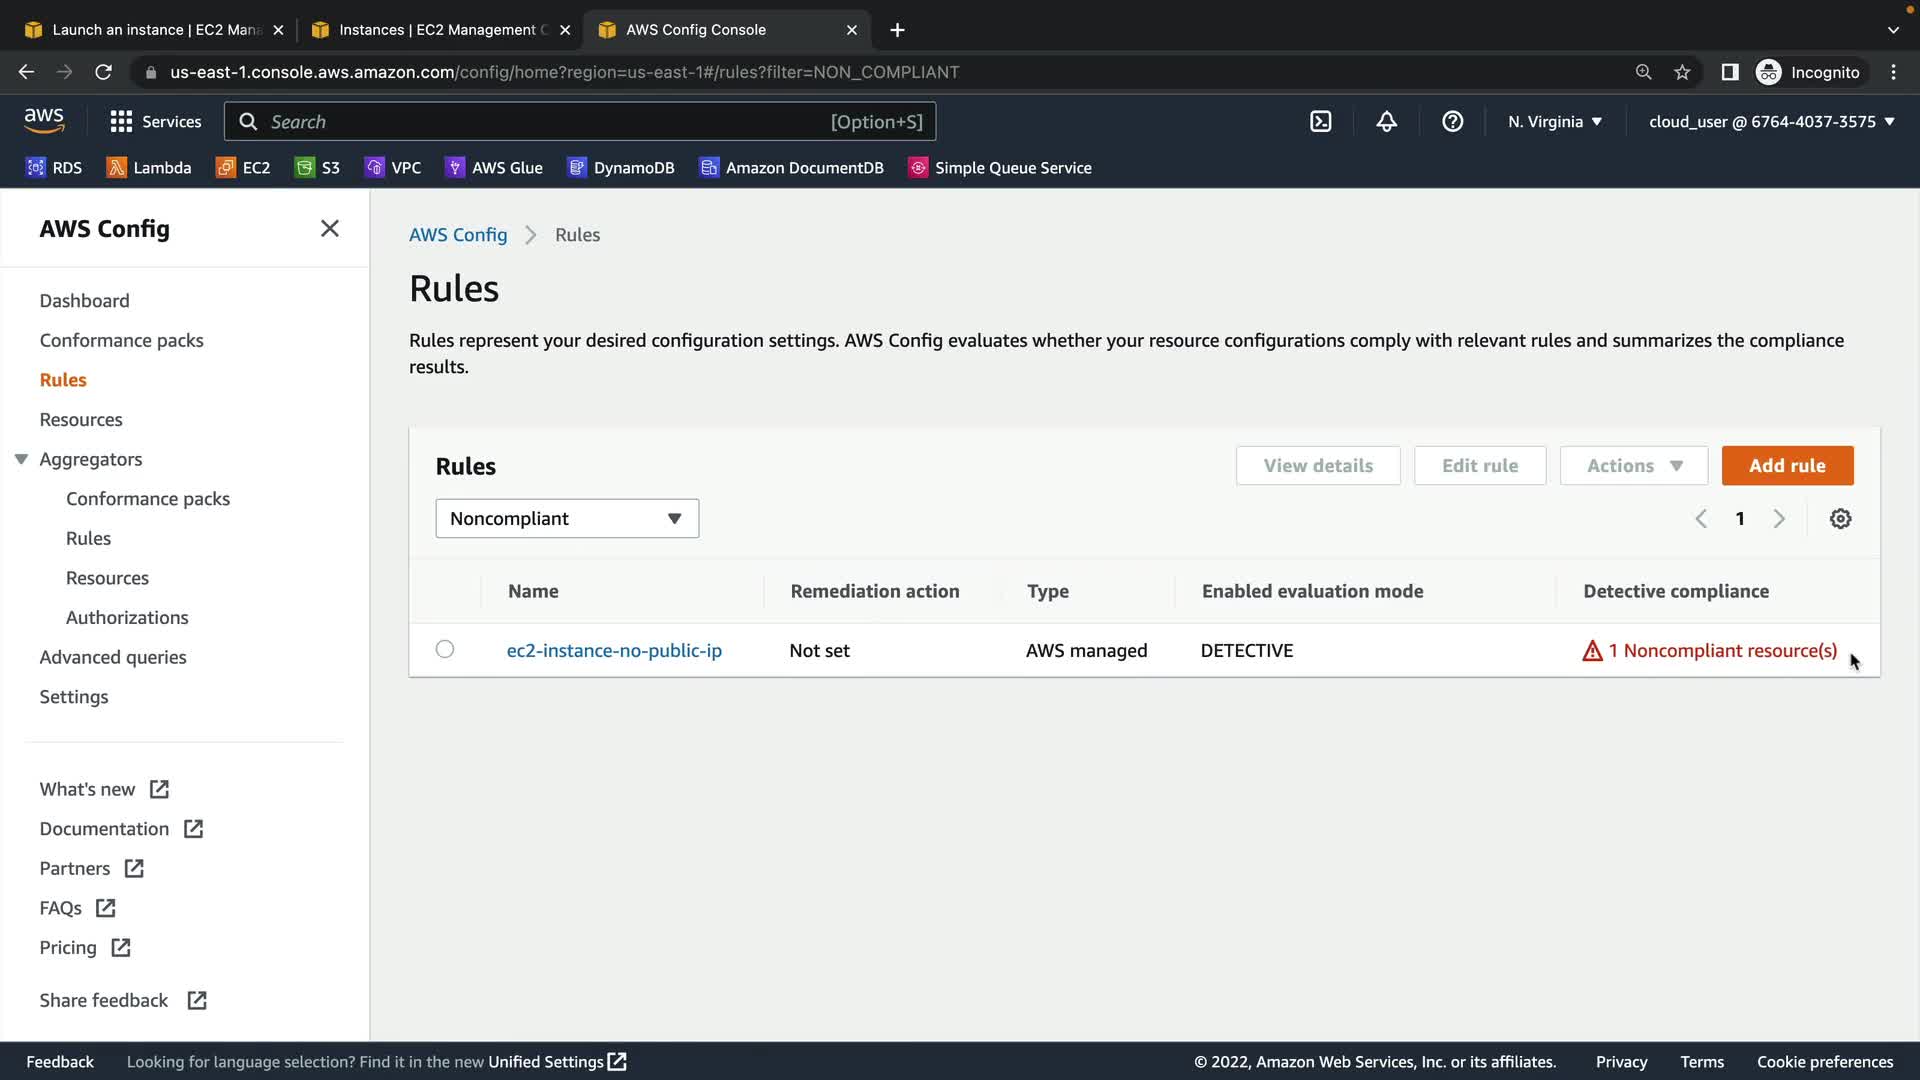 Launch an instance | EC2 Mana
Instances | EC2 Management C
AWS Config Console
us-east-1.console.aws.amazon.com/config/home?region=us-east-1#/rules?filter=NON_COMPLIANT
Incognito
aws
Services
Search
[Option+S]
N. Virginia
cloud_user @ 6764-4037-3575
RDS
Lambda
EC2
S3
VPC
AWS Glue
DynamoDB
Amazon DocumentDB
Simple Queue Service
AWS Config
Dashboard
Conformance packs
Rules
Resources
Aggregators
Conformance packs
Rules
Resources
Authorizations
Advanced queries
Settings
What's new
Documentation
Partners
FAQs
Pricing
Share feedback
AWS Config
Rules
Rules
Rules represent your desired configuration settings. AWS Config evaluates whether your resource configurations comply with relevant rules and summarizes the compliance
results.
Rules
View details
Edit rule
Actions
Add rule
Noncompliant
1
Name
Remediation action
Type
Enabled evaluation mode
Detective compliance
ec2-instance-no-public-ip
Not set
AWS managed
DETECTIVE
1 Noncompliant resource(s)
Feedback
Looking for language selection? Find it in the new Unified Settings
© 2022, Amazon Web Services, Inc. or its affiliates.
Privacy
Terms
Cookie preferences